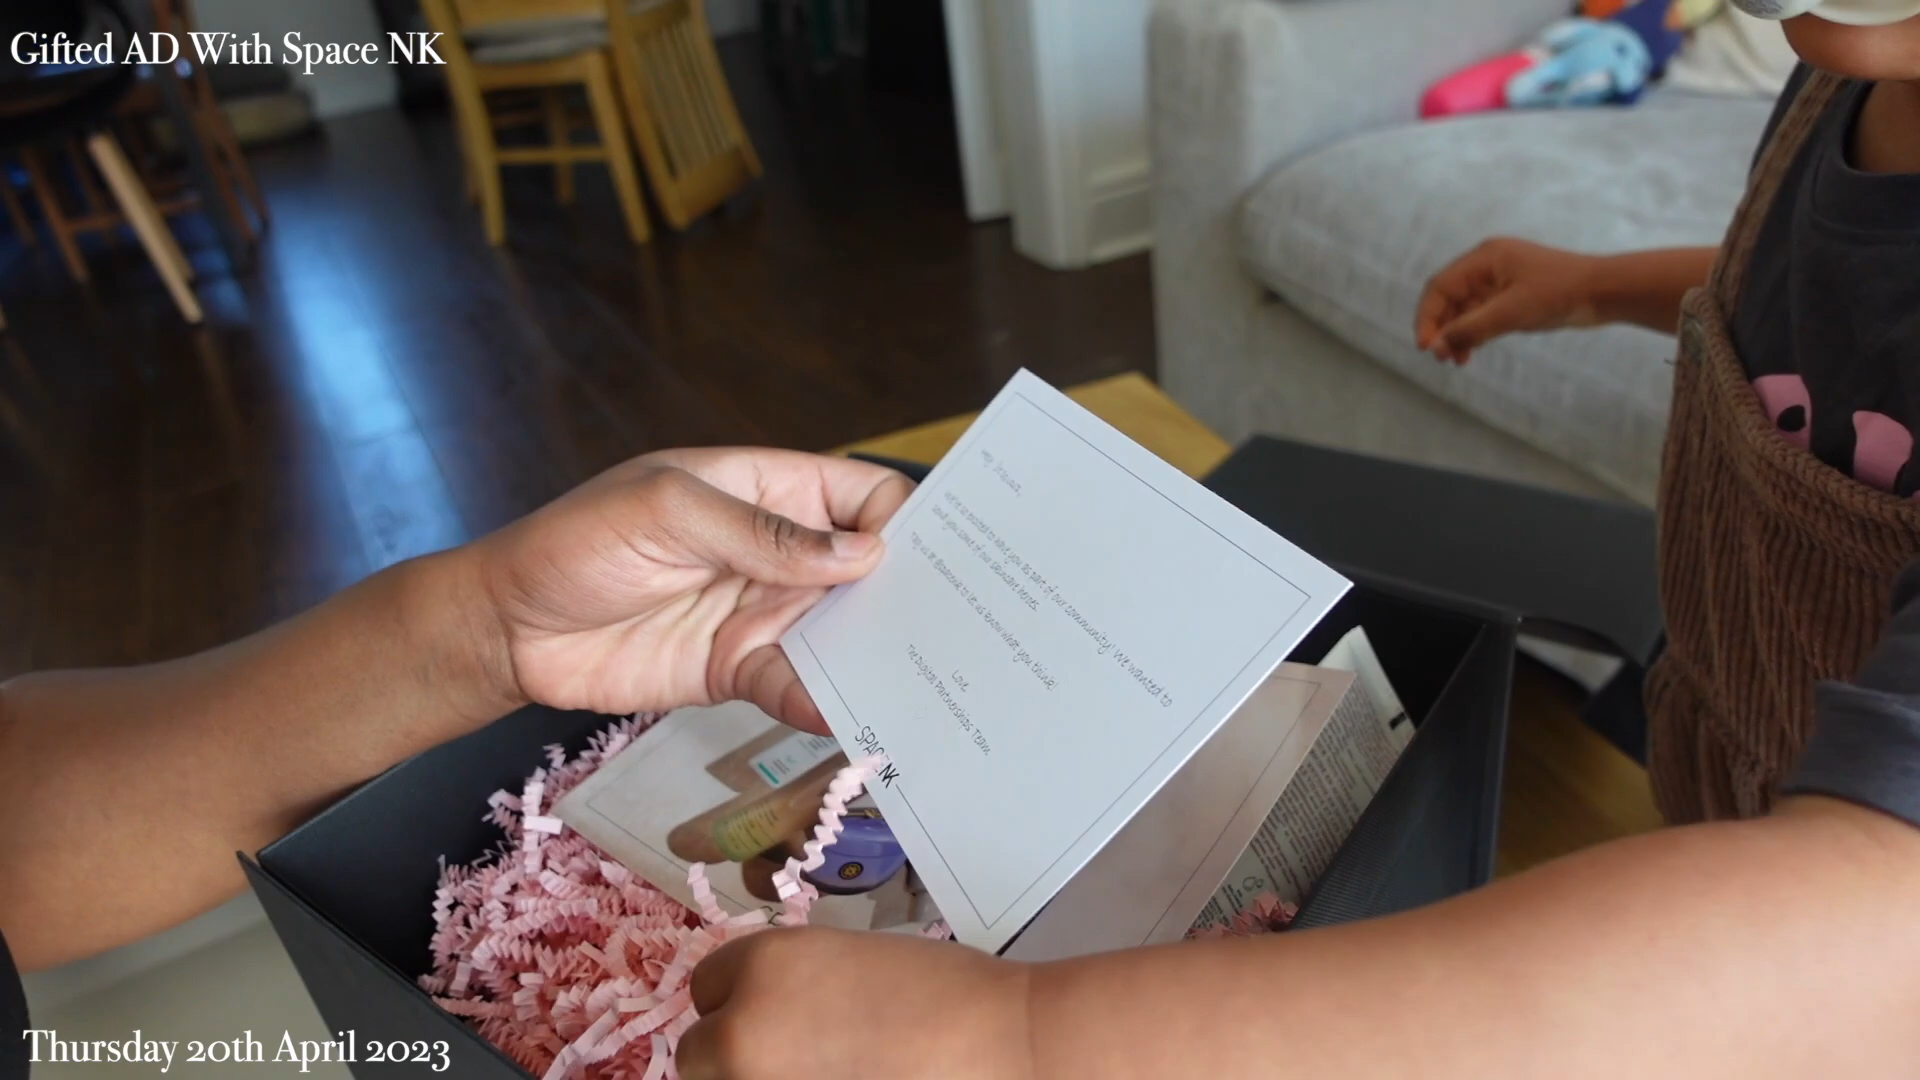 Gifted AD With Space NK
We're so excited to have you as part of our community! We wanted to
send you some of our skincare heroes.
Tag us at @spacenk to let us know what you think!
Love
The Digital Partnerships Team
SPACE NK
Thursday 20th April 2023